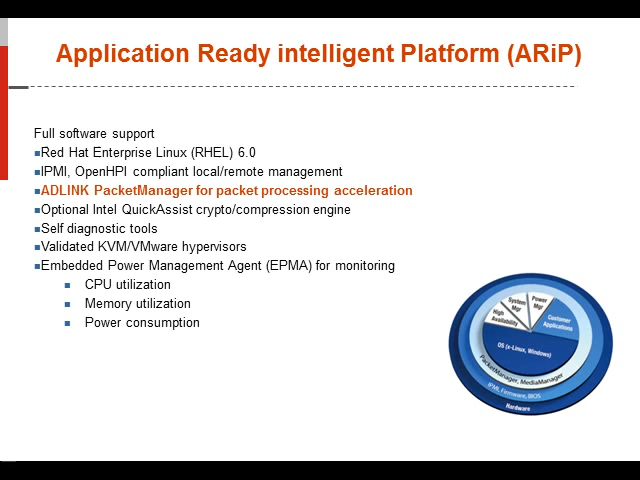 Application Ready intelligent Platform (ARiP)
Full software support
Red Hat Enterprise Linux (RHEL) 6.0
IPMI, OpenHPI compliant local/remote management
ADLINK PacketManager for packet processing acceleration
Optional Intel QuickAssist crypto/compression engine
Self diagnostic tools
Validated KVM/VMware hypervisors
Embedded Power Management Agent (EPMA) for monitoring
CPU utilization
Memory utilization
Power consumption
High
Availability
System
Mgr
Power
Mgr
Customer
Applications
OS (x-Linux, Windows)
PacketManager, MediaManager
IPMI, Firmware, BIOS
Hardware